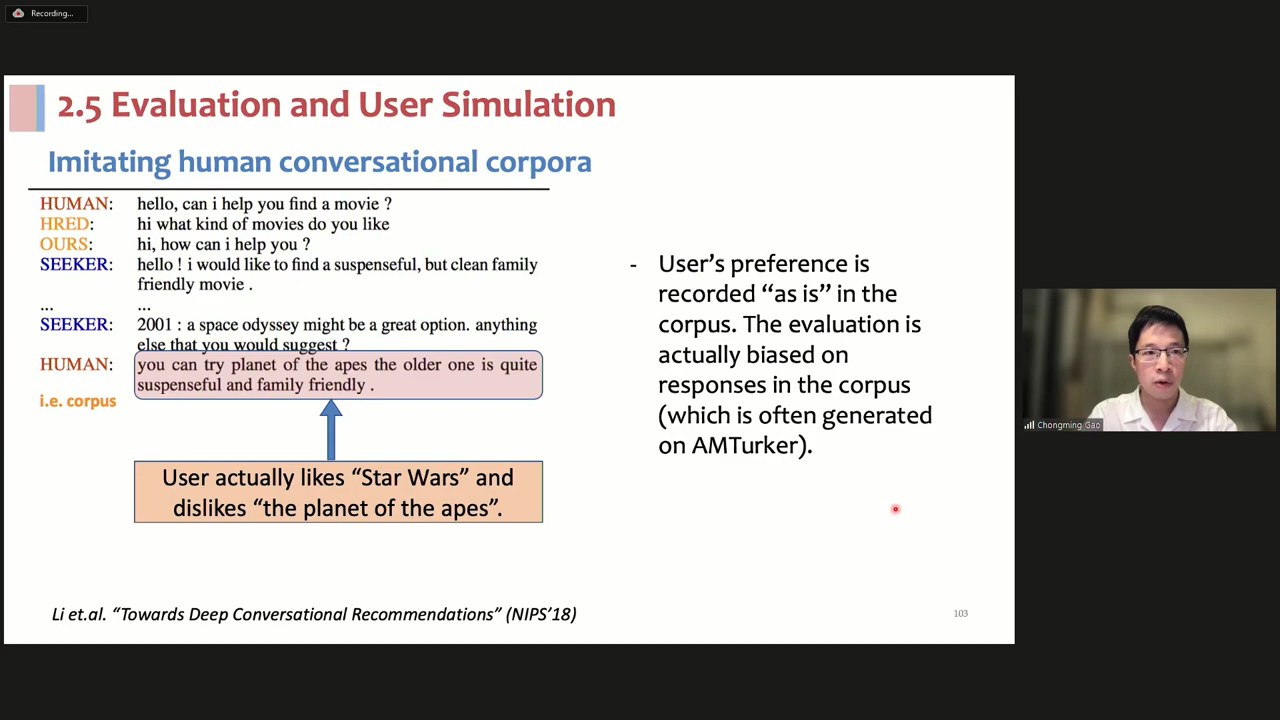 Recording...
2.5 Evaluation and User Simulation
Imitating human conversational corpora
HUMAN: hello, can i help you find a movie ?
HRED: hi what kind of movies do you like
OURS: hi, how can i help you ?
SEEKER: hello ! i would like to find a suspenseful, but clean family
friendly movie .
... ...
SEEKER: 2001 : a space odyssey might be a great option. anything
else that you would suggest ?
HUMAN: you can try planet of the apes the older one is quite
suspenseful and family friendly .
i.e. corpus
User actually likes “Star Wars” and
dislikes “the planet of the apes”.
- User’s preference is
recorded “as is” in the
corpus. The evaluation is
actually biased on
responses in the corpus
(which is often generated
on AMTurker).
Li et.al. “Towards Deep Conversational Recommendations” (NIPS’18)
103
Chongming Gao